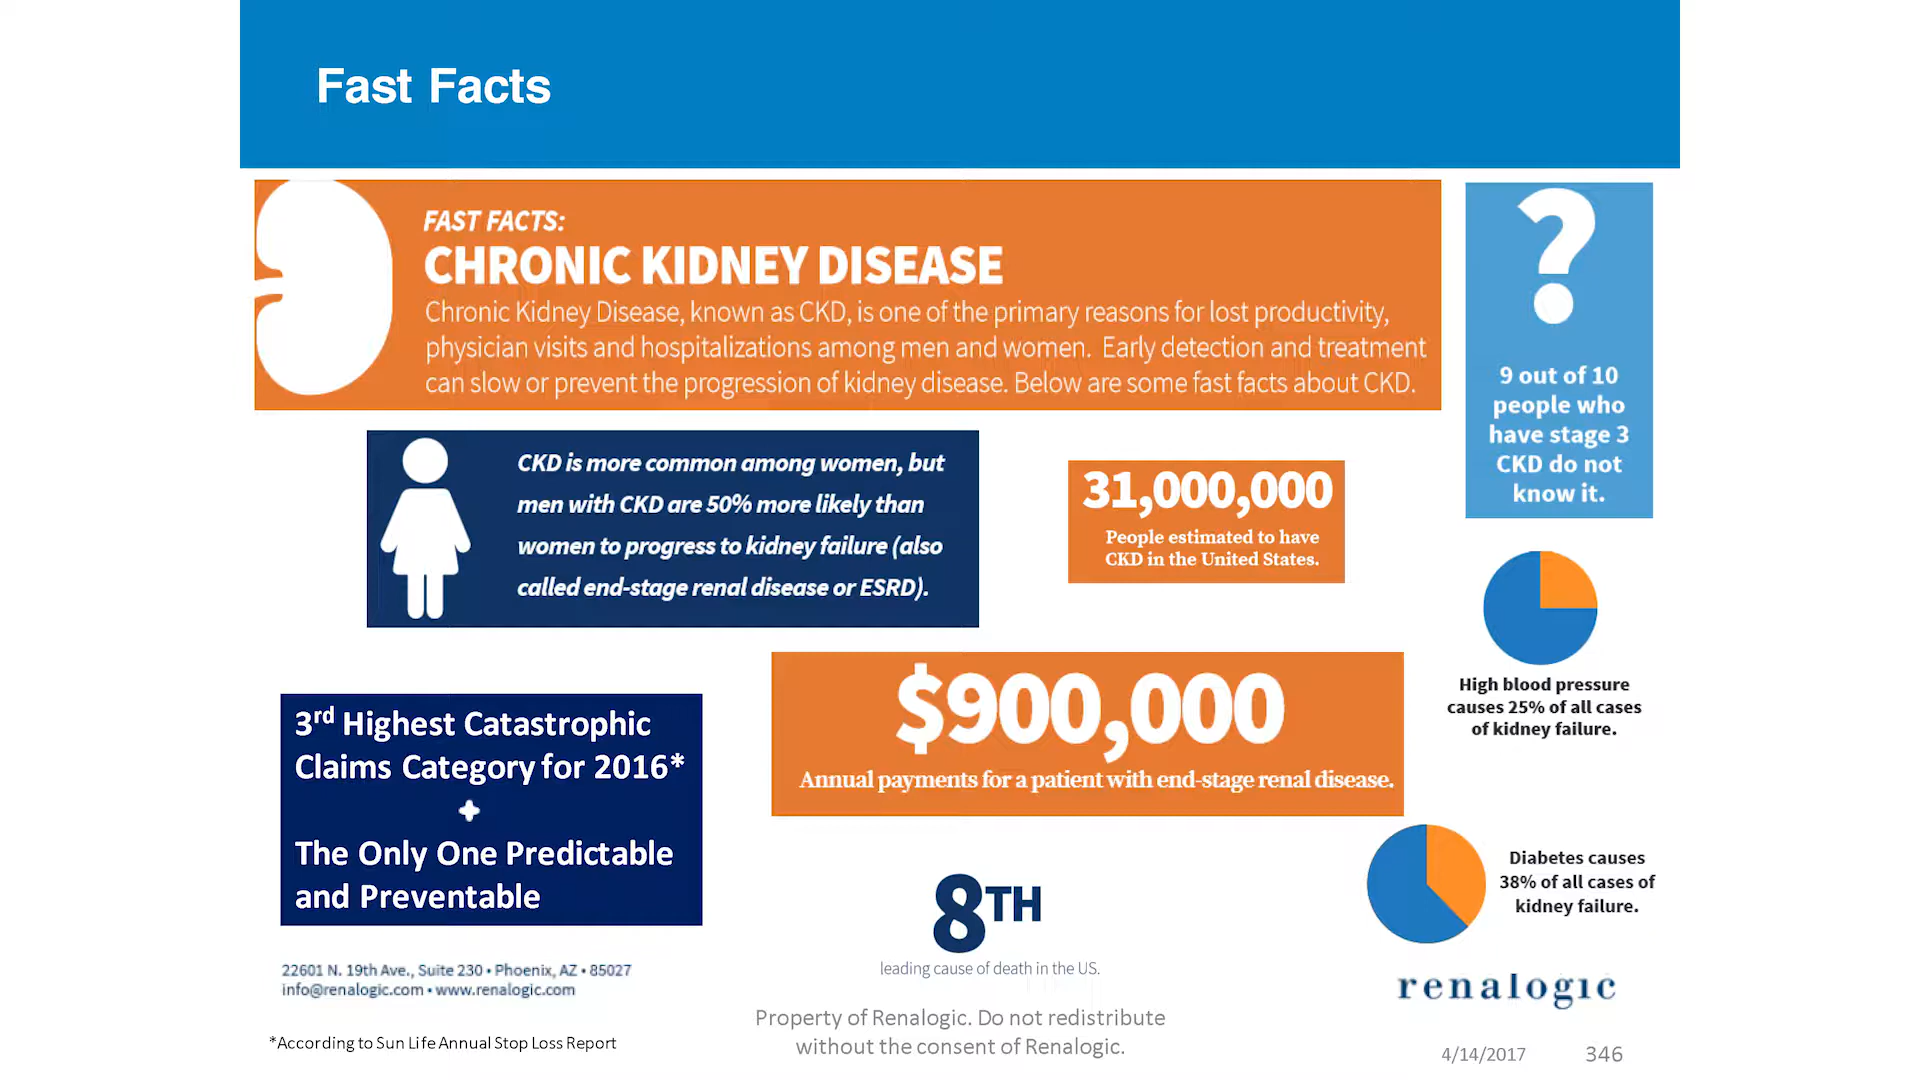 Fast Facts
FAST FACTS:
CHRONIC KIDNEY DISEASE
Chronic Kidney Disease, known as CKD, is one of the primary reasons for lost productivity,
physician visits and hospitalizations among men and women. Early detection and treatment
can slow or prevent the progression of kidney disease. Below are some fast facts about CKD.
?
9 out of 10
people who
have stage 3
CKD do not
know it.
CKD is more common among women, but
men with CKD are 50% more likely than
women to progress to kidney failure (also
called end-stage renal disease or ESRD).
31,000,000
People estimated to have
CKD in the United States.
High blood pressure
causes 25% of all cases
of kidney failure.
3rd Highest Catastrophic
Claims Category for 2016*
+
The Only One Predictable
and Preventable
$900,000
Annual payments for a patient with end-stage renal disease.
Diabetes causes
38% of all cases of
kidney failure.
8TH
leading cause of death in the US.
22601 N. 19th Ave., Suite 230 • Phoenix, AZ • 85027
info@renalogic.com • www.renalogic.com
renalogic
*According to Sun Life Annual Stop Loss Report
Property of Renalogic. Do not redistribute
without the consent of Renalogic.
4/14/2017
346